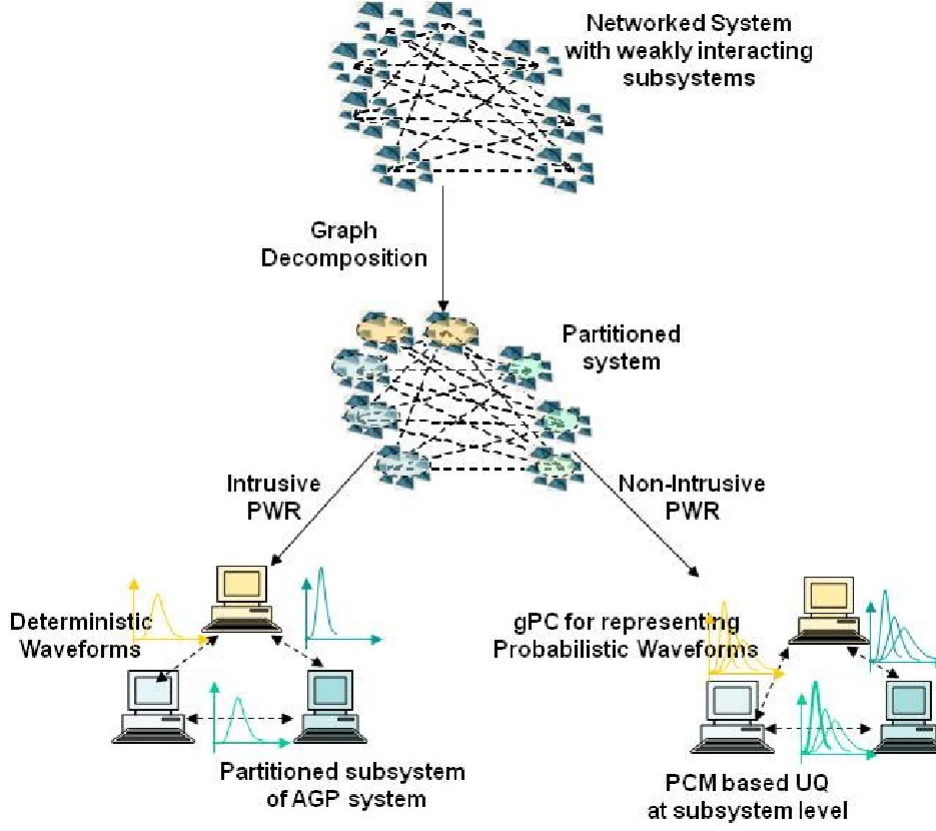 Networked System
with weakly interacting
subsystems
Graph
Decomposition
Partitioned
system
Intrusive
PWR
Non-Intrusive
PWR
Deterministic
Waveforms
gPC for representing
Probabilistic Waveforms
Partitioned subsystem
of AGP system
PCM based UQ
at subsystem level